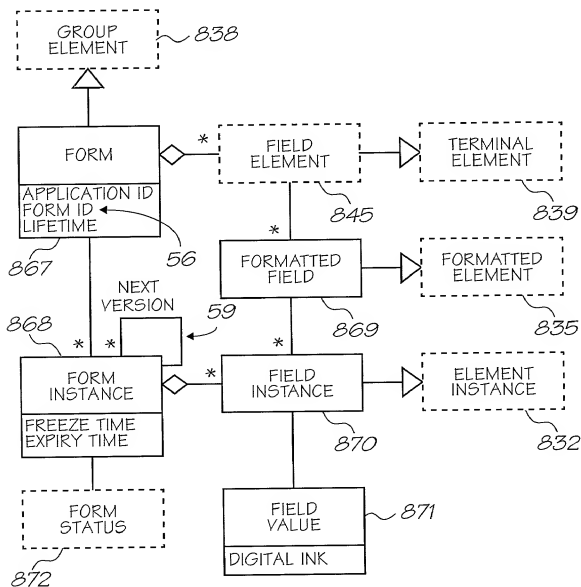 GROUP
ELEMENT
838
FORM
*
FIELD
ELEMENT
TERMINAL
ELEMENT
APPLICATION ID
FORM ID
LIFETIME
845
839
867
56
*
FORMATTED
FIELD
FORMATTED
ELEMENT
NEXT
VERSION
59
869
835
868
* *
*
FORM
INSTANCE
*
FIELD
INSTANCE
ELEMENT
INSTANCE
FREEZE TIME
EXPIRY TIME
870
832
FORM
STATUS
FIELD
VALUE
871
DIGITAL INK
872